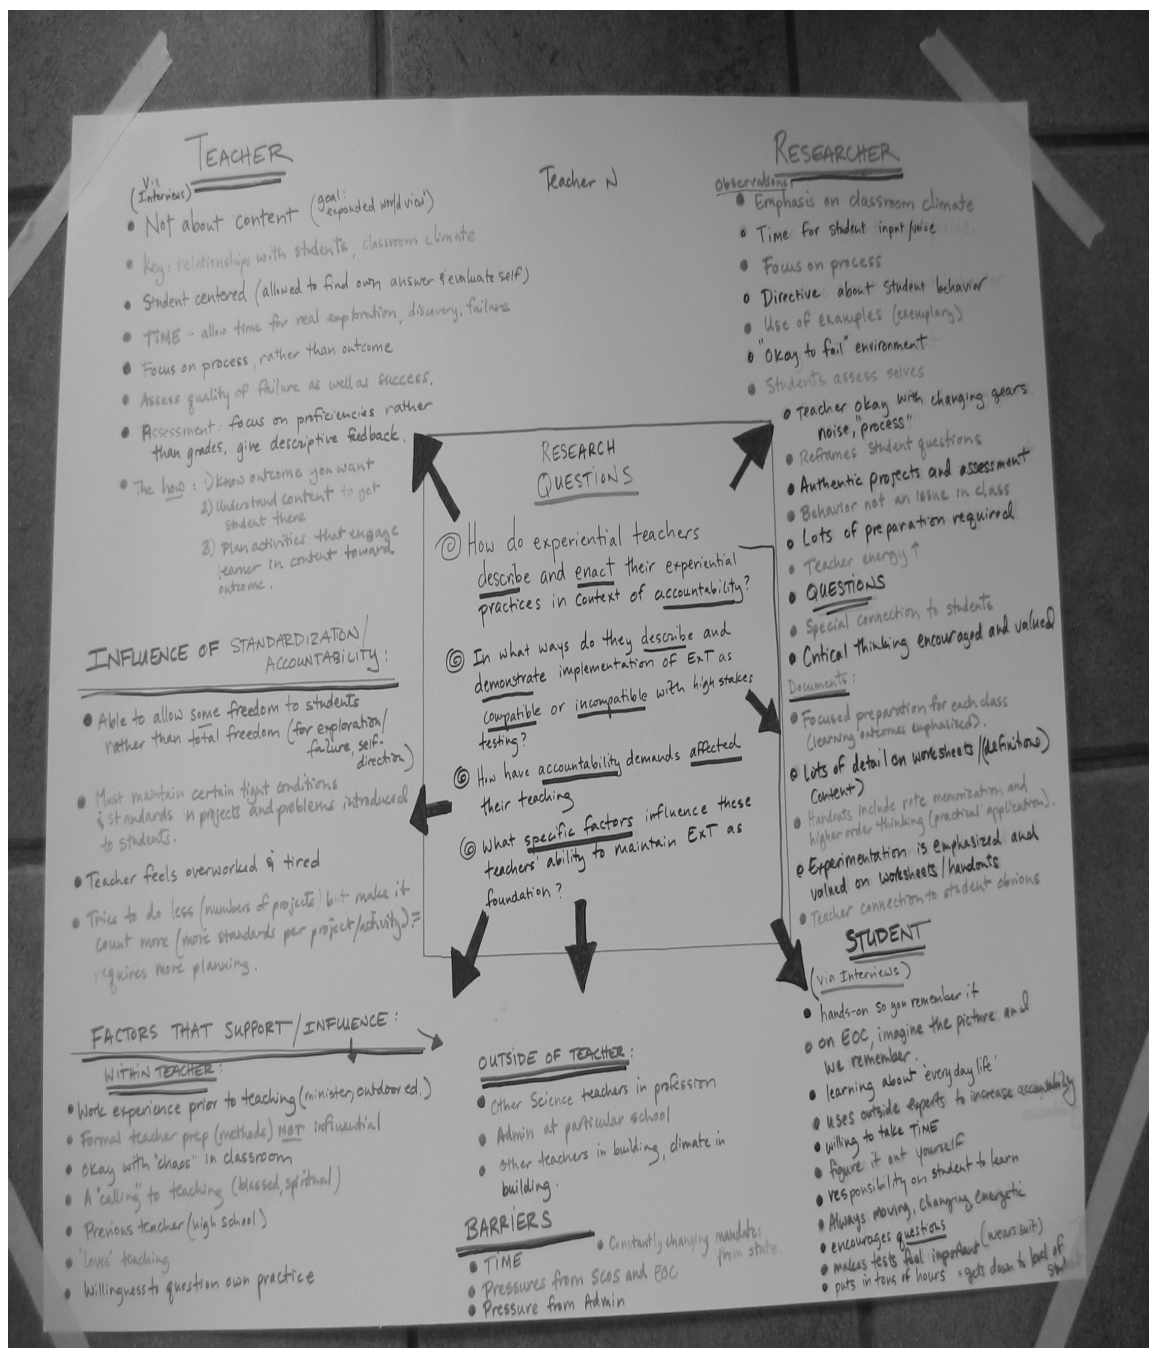 Teacher N
TEACHER
(Via
Interviews)
• Not about content (goal:
expanded world view)
• Key: relationships with students, classroom climate
• Student centered (allowed to find own answer & evaluate self)
• TIME – allow time for real exploration, discovery, failure
• Focus on process, rather than outcome
• Assess quality of failure as well as success.
• Assessment: focus on proficiencies rather
than grades, give descriptive feedback.
• The how: 1) Know outcome you want
2) Understand content to get
student there
3) Plan activities that engage
learner in content toward
outcome.
INFLUENCE OF STANDARDIZATION/
ACCOUNTABILITY:
• Able to allow some freedom to students
rather than total freedom (for exploration/
failure, self-
direction)
• Must maintain certain tight conditions
& standards in projects and problems introduced
to students.
• Teacher feels overworked & tired
• Tries to do less (numbers of projects) but make it
count more (more standards per project/activity) =
requires more planning.
FACTORS THAT SUPPORT/INFLUENCE:
WITHIN TEACHER:
• Work experience prior to teaching (minister, outdoor ed.)
• Formal teacher prep (methods) NOT influential
• Okay with "chaos" in classroom
• A "calling" to teaching (blessed, spiritual)
• Previous teacher (high school)
• 'loves' teaching
• Willingness to question own practice
RESEARCH
QUESTIONS
How do experiential teachers
describe and enact their experiential
practices in context of accountability?
In what ways do they describe and
demonstrate implementation of ExT as
compatible or incompatible with high stakes
testing?
How have accountability demands affected
their teaching
What specific factors influence these
teachers' ability to maintain ExT as
foundation?
OUTSIDE OF TEACHER:
• Other Science teachers in profession
• Admin at particular school
• Other teachers in building, climate in
building.
BARRIERS
• TIME
• Pressures from SCOS and EOC
• Pressure from Admin
• Constantly changing mandates
from state.
RESEARCHER
Observations:
• Emphasis on classroom climate
• Time for student input/voice
• Focus on process
• Directive about student behavior
• Use of examples (exemplary)
• "Okay to fail" environment
• Students assess selves
• Teacher okay with changing gears
noise, "process"
• Reframes student questions
• Authentic projects and assessment
• Behavior not an issue in class
• Lots of preparation required
• Teacher energy ↑
• QUESTIONS
• Special connection to students
• Critical thinking encouraged and valued
Documents:
• Focused preparation for each class
(learning outcomes emphasized).
• Lots of detail on worksheets/(definitions)
(content)
• Handouts include rote memorization and
higher order thinking (practical application).
• Experimentation is emphasized and
valued on worksheets/handouts
• Teacher connection to student obvious
STUDENT
(via Interviews)
• hands-on so you remember it
• on EOC, imagine the picture and
we remember.
• learning about 'everyday life'
• uses outside experts to increase accountability
• willing to take TIME
• figure it out yourself
• responsibility on student to learn
• Always moving, changing energetic
• encourages questions
• makes tests feel important (wears suit)
• puts in tons of hours • gets down to level of